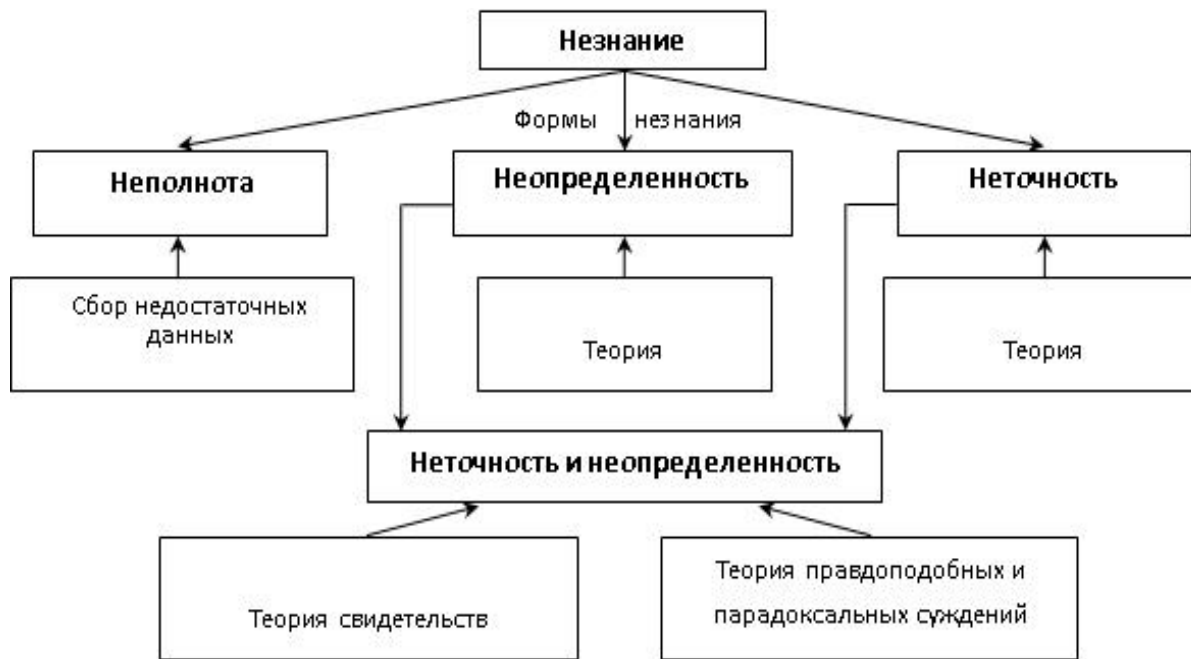 Незнание
Формы незнания
Неполнота
Неопределенность
Неточность
Сбор недостаточных
данных
Теория
Теория
Неточность и неопределенность
Теория свидетельств
Теория правдоподобных и
парадоксальных суждений